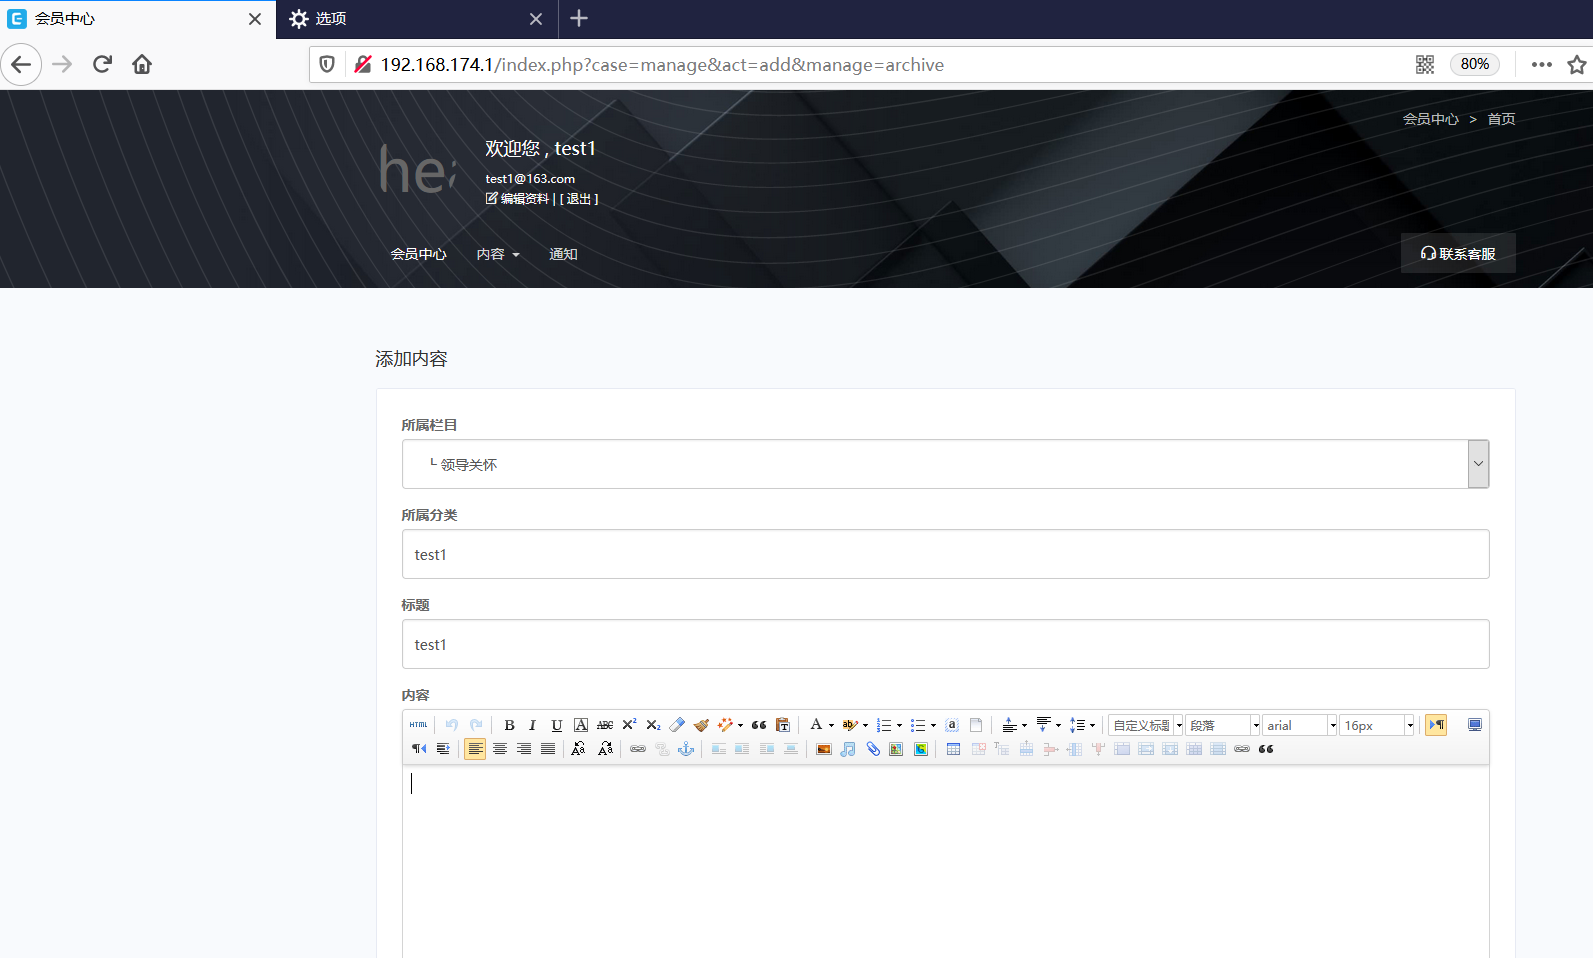 会员中心
选项
192.168.174.1/index.php?case=manage&act=add&manage=archive
80%
会员中心 > 首页
hea
欢迎您 , test1
test1@163.com
编辑资料 | [ 退出 ]
会员中心 内容 通知
联系客服
添加内容
所属栏目
└ 领导关怀
所属分类
test1
标题
test1
内容
HTML B I U A ABC X² X₂ A ab a 自定义标题 段落 arial 16px